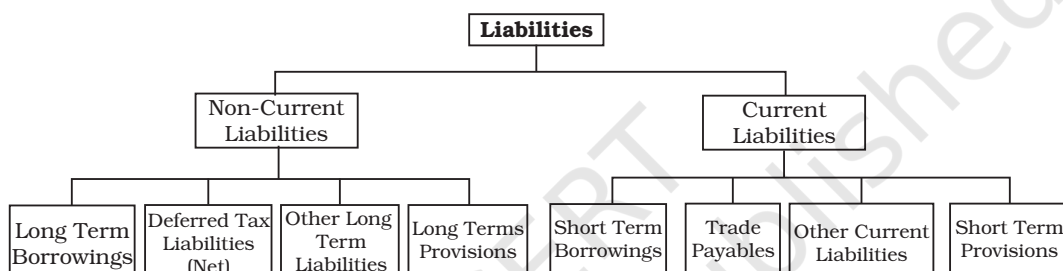 Liabilities
Non-Current
Liabilities
Current
Liabilities
Long Term
Borrowings
Deferred Tax
Liabilities
(Net)
Other Long
Term
Liabilities
Long Terms
Provisions
Short Term
Borrowings
Trade
Payables
Other Current
Liabilities
Short Term
Provisions